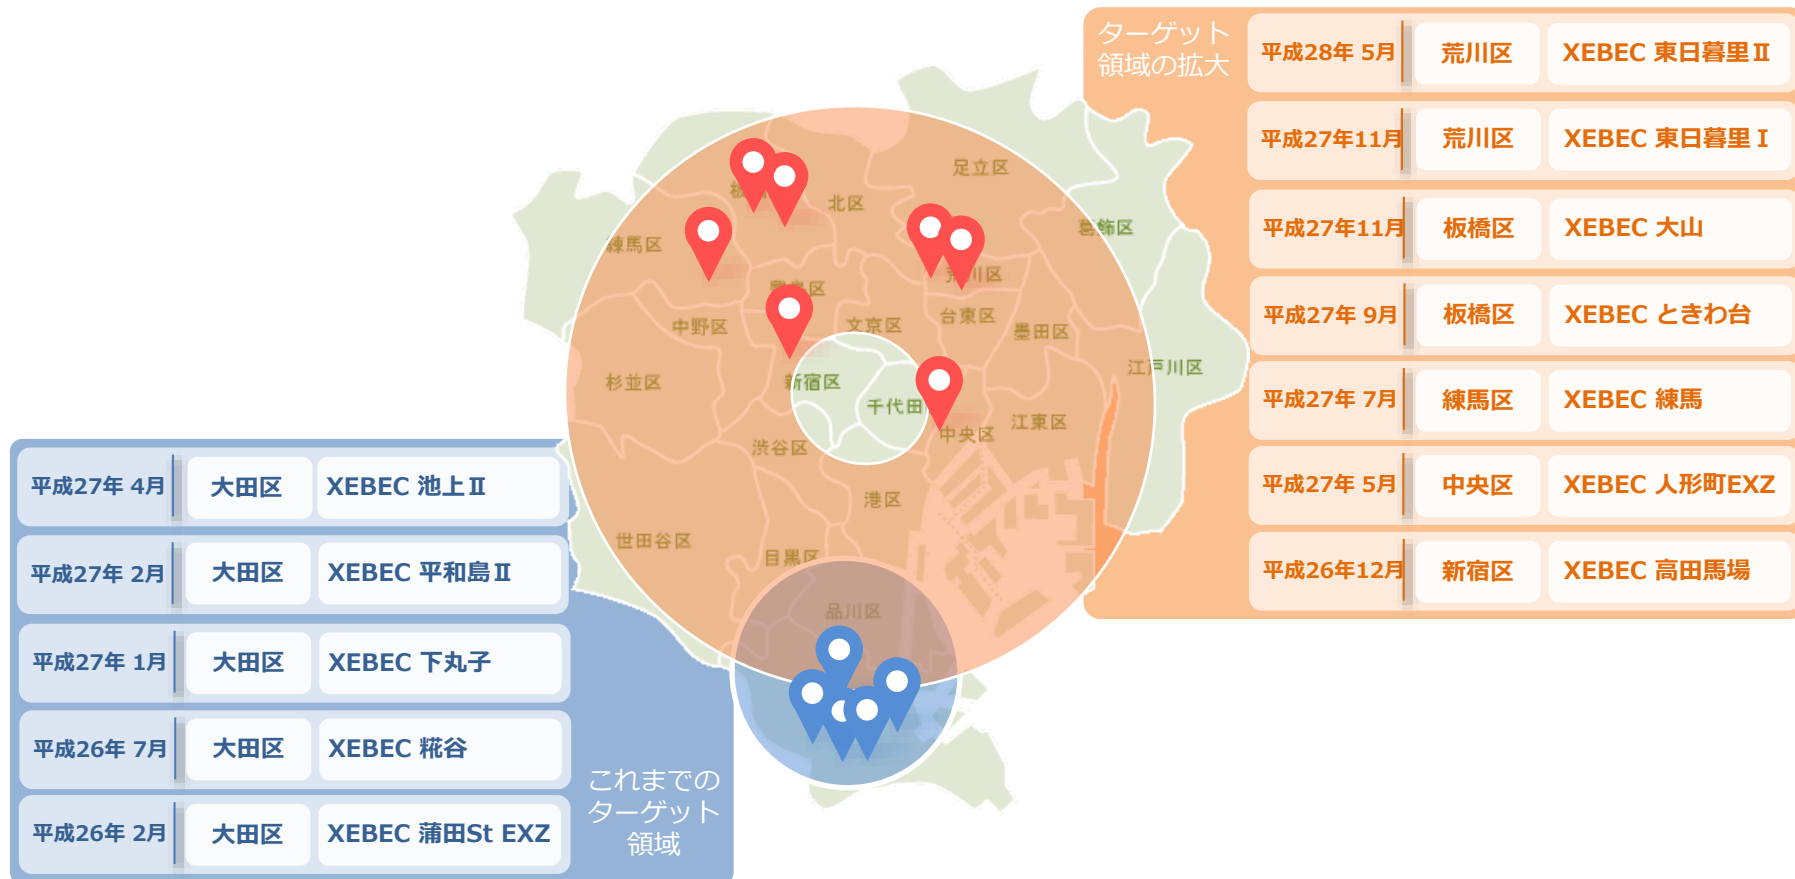 ターゲット
領域の拡大
平成28年 5月 荒川区 XEBEC 東日暮里Ⅱ
平成27年11月 荒川区 XEBEC 東日暮里Ⅰ
平成27年11月 板橋区 XEBEC 大山
平成27年 9月 板橋区 XEBEC ときわ台
平成27年 7月 練馬区 XEBEC 練馬
平成27年 5月 中央区 XEBEC 人形町EXZ
平成26年12月 新宿区 XEBEC 高田馬場
足立区
北区
葛飾区
練馬区
荒川区
豊島区
台東区
文京区
中野区
墨田区
江戸川区
杉並区
新宿区
千代田
江東区
中央区
渋谷区
港区
世田谷区
目黒区
品川区
平成27年 4月 大田区 XEBEC 池上Ⅱ
平成27年 2月 大田区 XEBEC 平和島Ⅱ
平成27年 1月 大田区 XEBEC 下丸子
平成26年 7月 大田区 XEBEC 糀谷
平成26年 2月 大田区 XEBEC 蒲田St EXZ
これまでの
ターゲット
領域